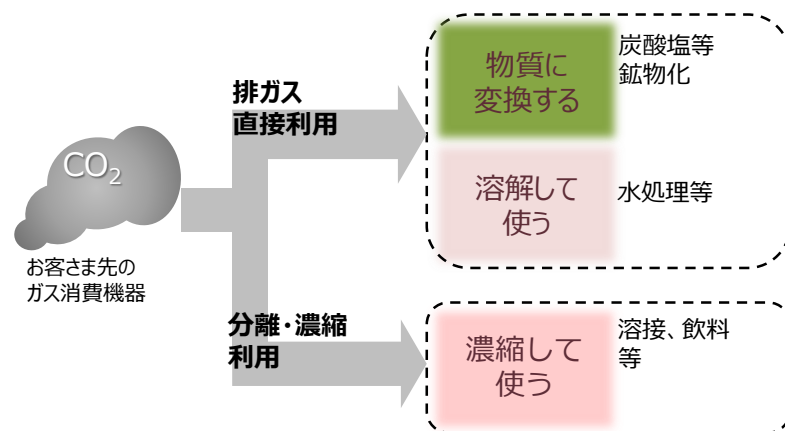 CO₂
お客さま先の
ガス消費機器
排ガス
直接利用
物質に
変換する
炭酸塩等
鉱物化
溶解して
使う
水処理等
分離・濃縮
利用
濃縮して
使う
溶接、飲料
等